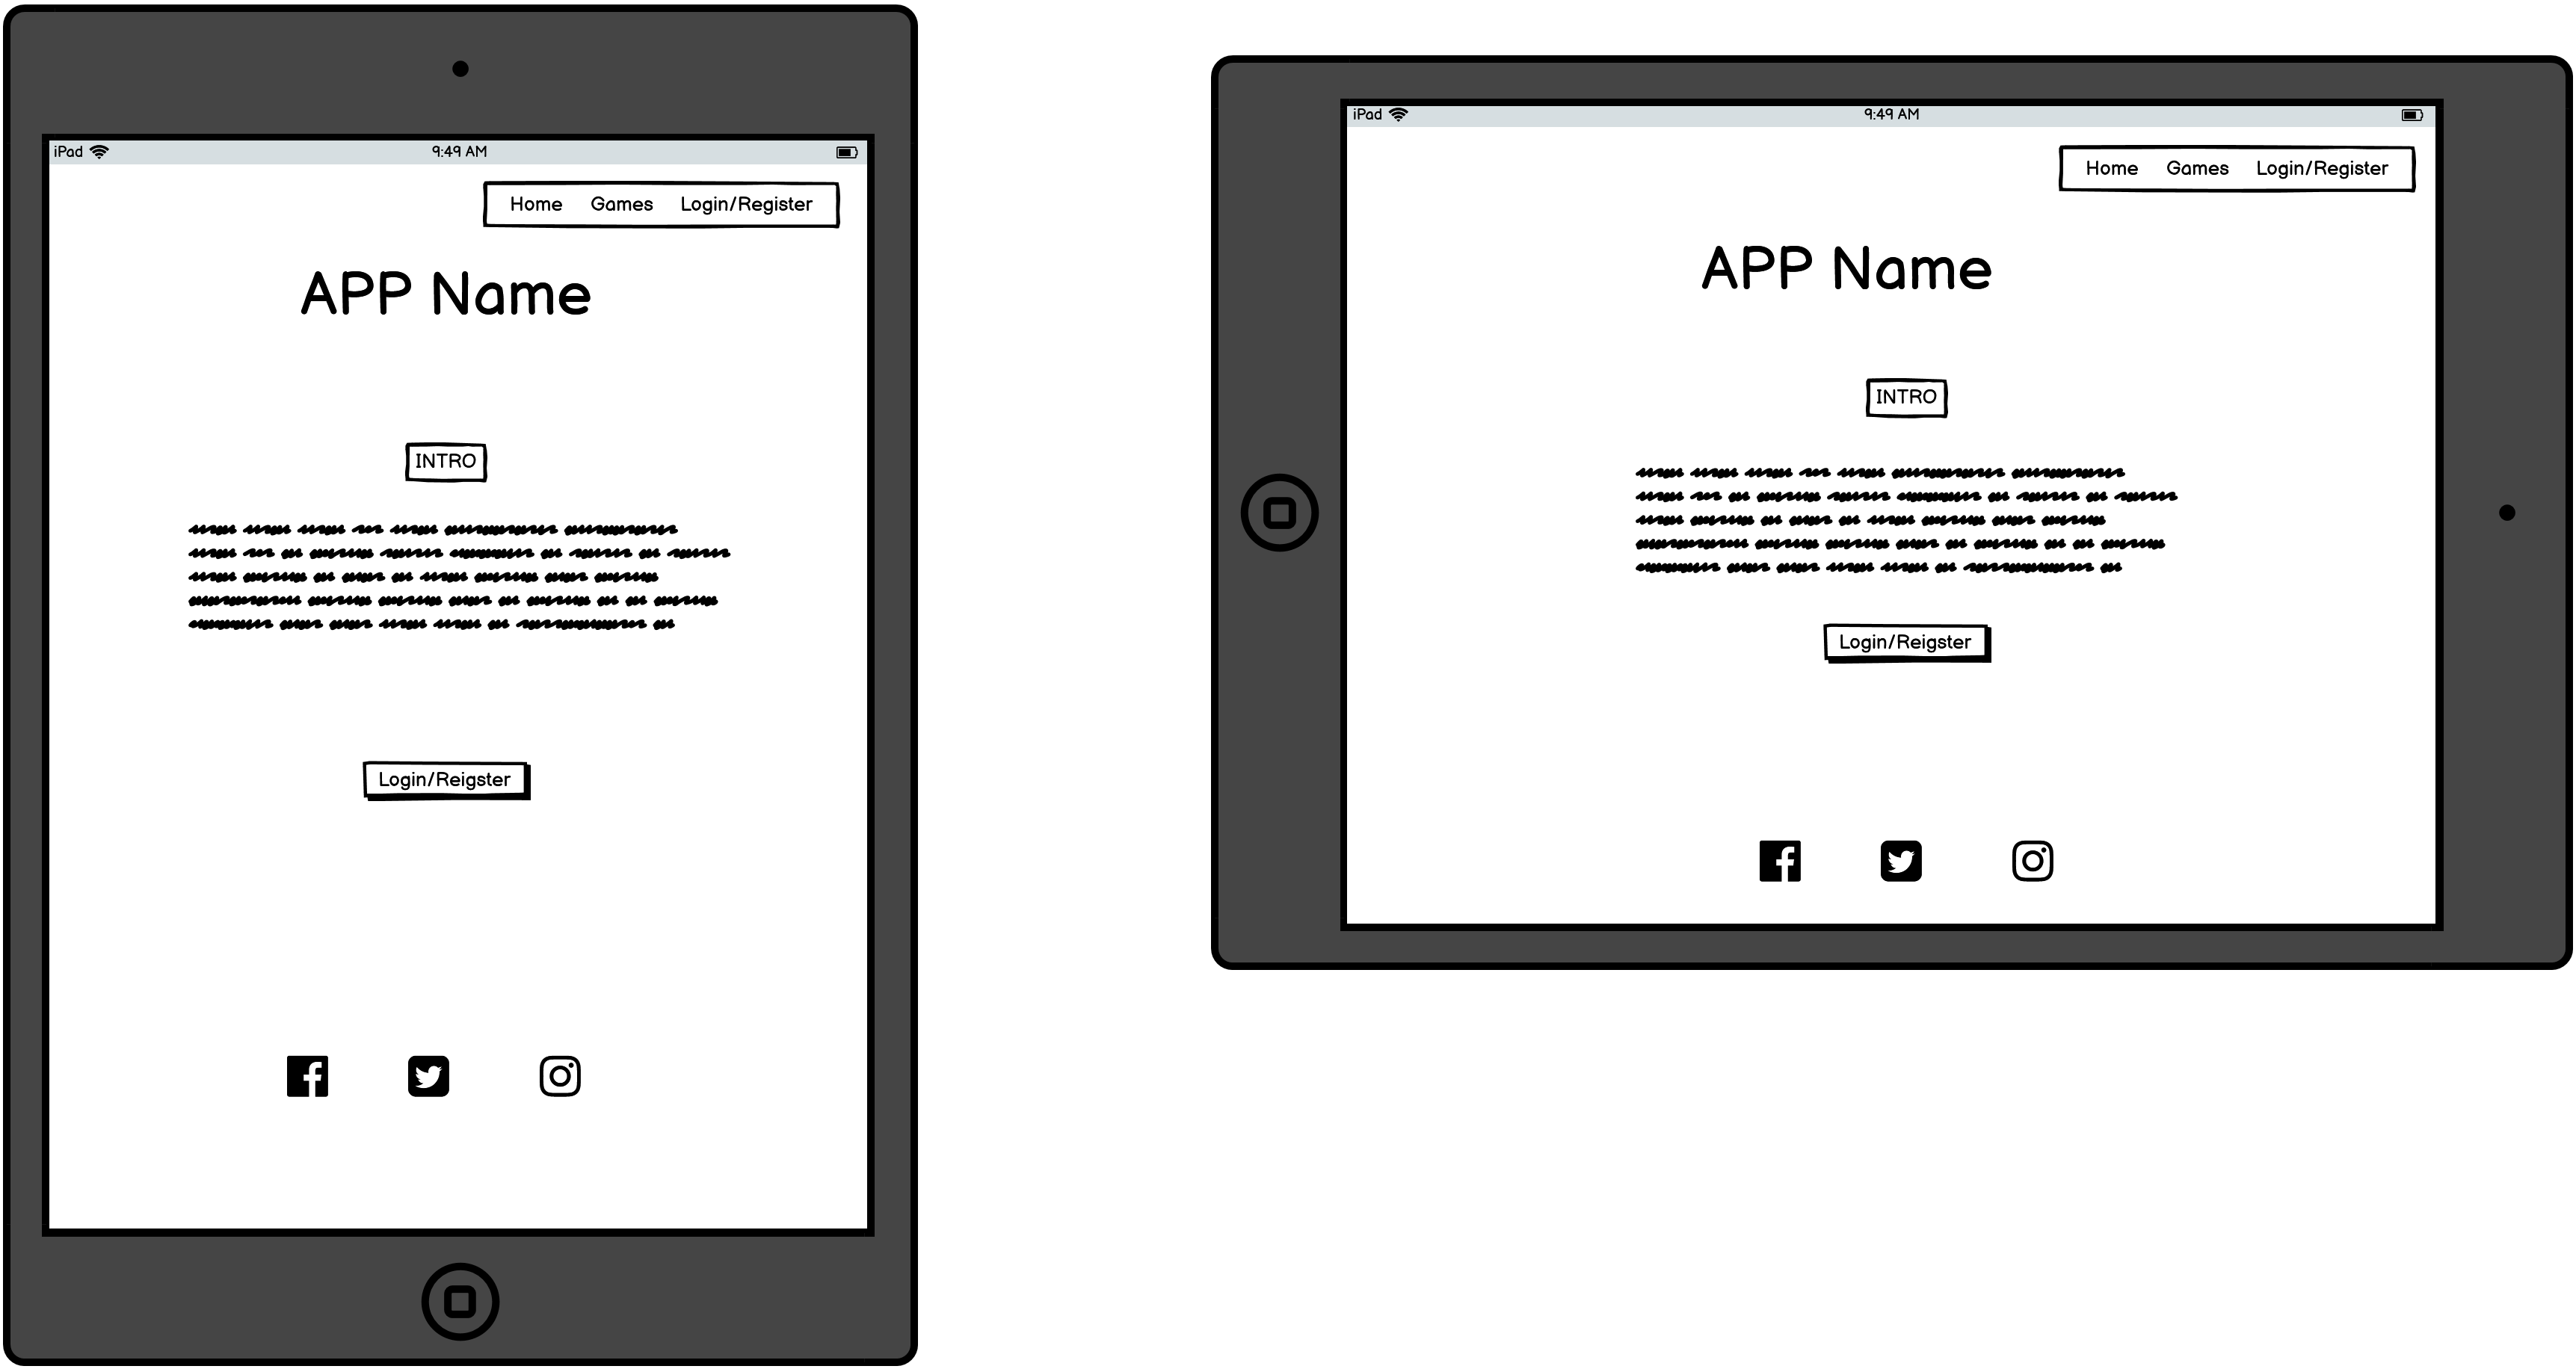 iPad 9:49 AM
Home Games Login/Register
APP Name
INTRO
Login/Reigster
iPad 9:49 AM
Home Games Login/Register
APP Name
INTRO
Login/Reigster